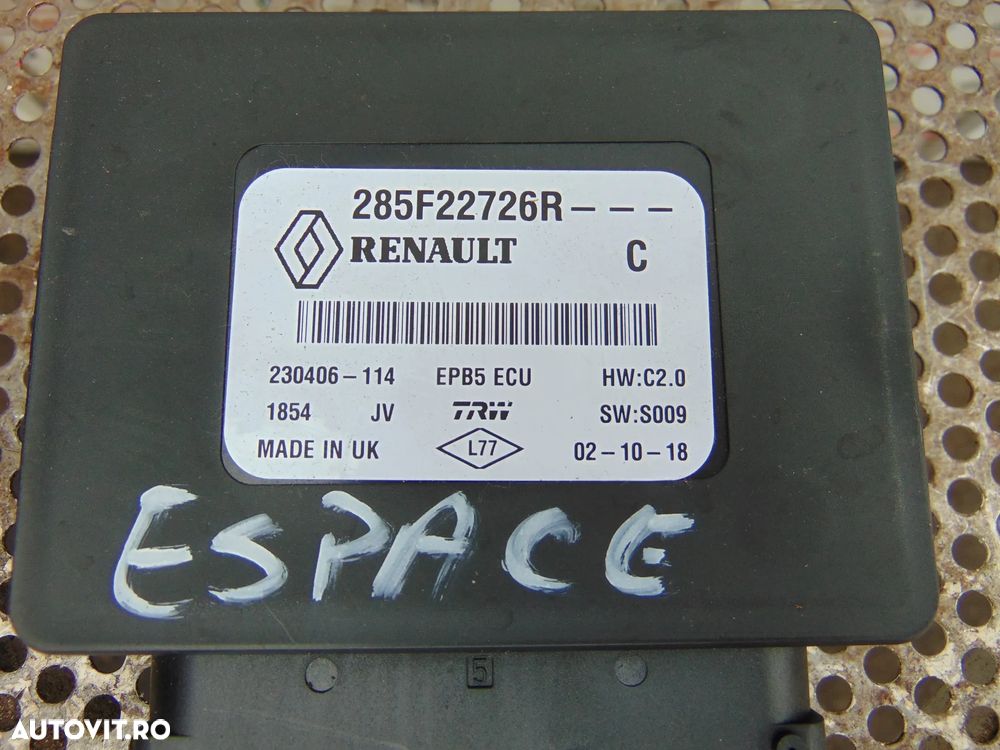 285F22726R---
RENAULT C
230406-114 EPB5 ECU HW:C2.0
1854 JV TRW SW:S009
MADE IN UK L77 02-10-18
ESPACE
5
AUTOVIT.RO